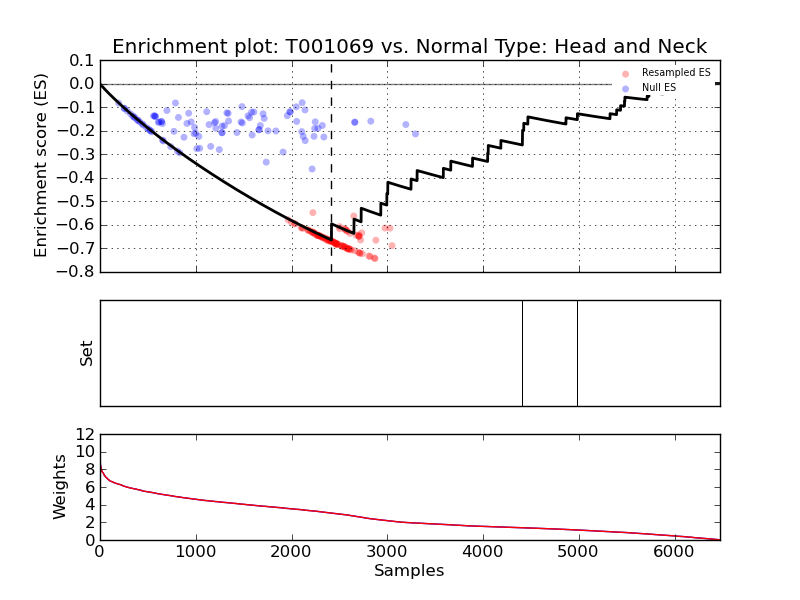 Enrichment plot: T001069 vs. Normal Type: Head and Neck
Enrichment score (ES)
0.1
0.0
−0.1
−0.2
−0.3
−0.4
−0.5
−0.6
−0.7
−0.8
Resampled ES
Null ES
Set
Weights
12
10
8
6
4
2
0
0 1000 2000 3000 4000 5000 6000
Samples